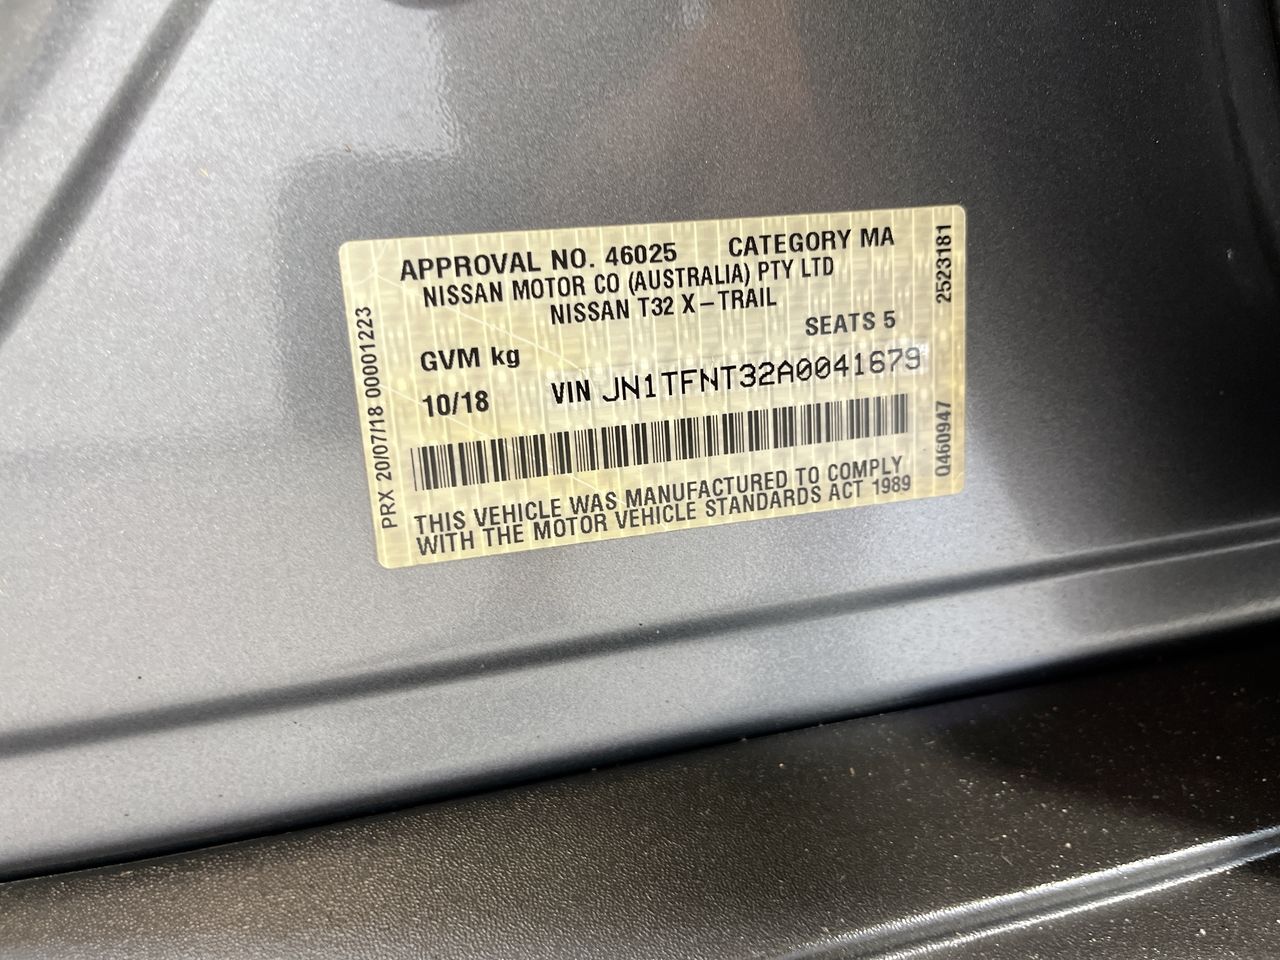 APPROVAL NO. 46025 CATEGORY MA
NISSAN MOTOR CO (AUSTRALIA) PTY LTD
NISSAN T32 X-TRAIL
SEATS 5
GVM kg
10/18 VIN JN1TFNT32A0041679
THIS VEHICLE WAS MANUFACTURED TO COMPLY
WITH THE MOTOR VEHICLE STANDARDS ACT 1989
PRX 20/07/18 00001223
2523181
0460947